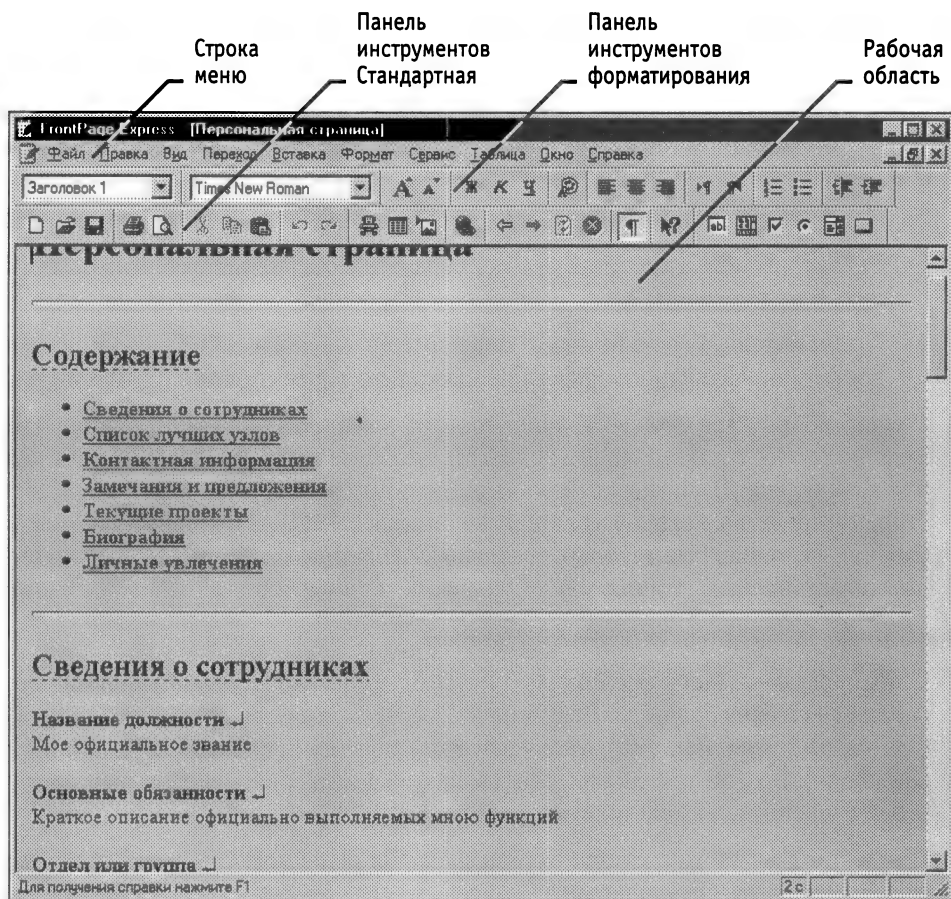 Строка
меню
Панель
инструментов
Стандартная
Панель
инструментов
форматирования
Рабочая
область
FrontPage Express [Персональная страница]
Файл Правка Вид Переход Вставка Формат Сервис Таблица Окно Справка
Заголовок 1 Times New Roman А А Ж К Ч
Персональная страница
Содержание
• Сведения о сотрудниках
• Список лучших узлов
• Контактная информация
• Замечания и предложения
• Текущие проекты
• Биография
• Личные увлечения
Сведения о сотрудниках
Название должности
Мое официальное звание
Основные обязанности
Краткое описание официально выполняемых мною функций
Отдел или группа
Для получения справки нажмите F1
2 с